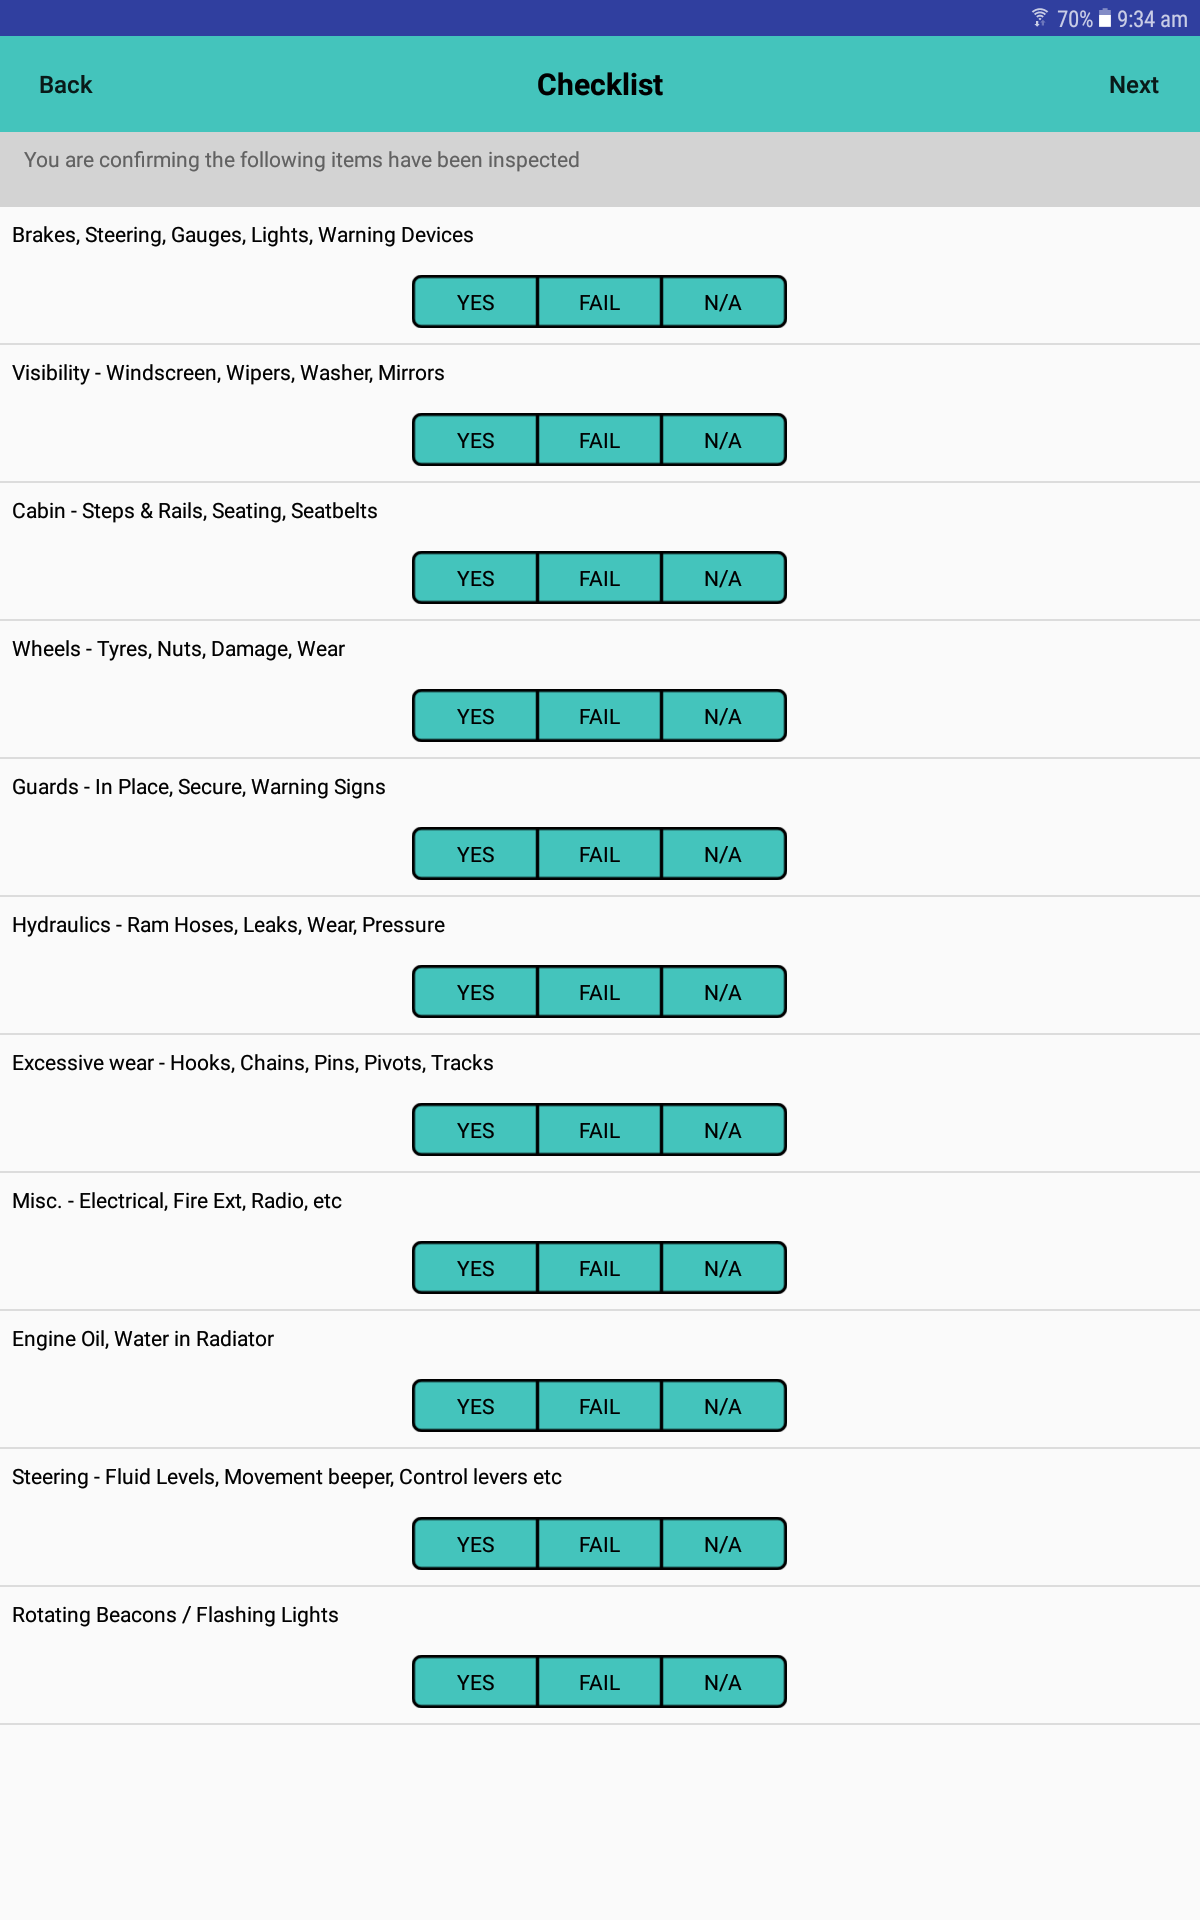 70% 9:34 am
Back Checklist Next
You are confirming the following items have been inspected
Brakes, Steering, Gauges, Lights, Warning Devices
YES FAIL N/A
Visibility - Windscreen, Wipers, Washer, Mirrors
YES FAIL N/A
Cabin - Steps & Rails, Seating, Seatbelts
YES FAIL N/A
Wheels - Tyres, Nuts, Damage, Wear
YES FAIL N/A
Guards - In Place, Secure, Warning Signs
YES FAIL N/A
Hydraulics - Ram Hoses, Leaks, Wear, Pressure
YES FAIL N/A
Excessive wear - Hooks, Chains, Pins, Pivots, Tracks
YES FAIL N/A
Misc. - Electrical, Fire Ext, Radio, etc
YES FAIL N/A
Engine Oil, Water in Radiator
YES FAIL N/A
Steering - Fluid Levels, Movement beeper, Control levers etc
YES FAIL N/A
Rotating Beacons / Flashing Lights
YES FAIL N/A